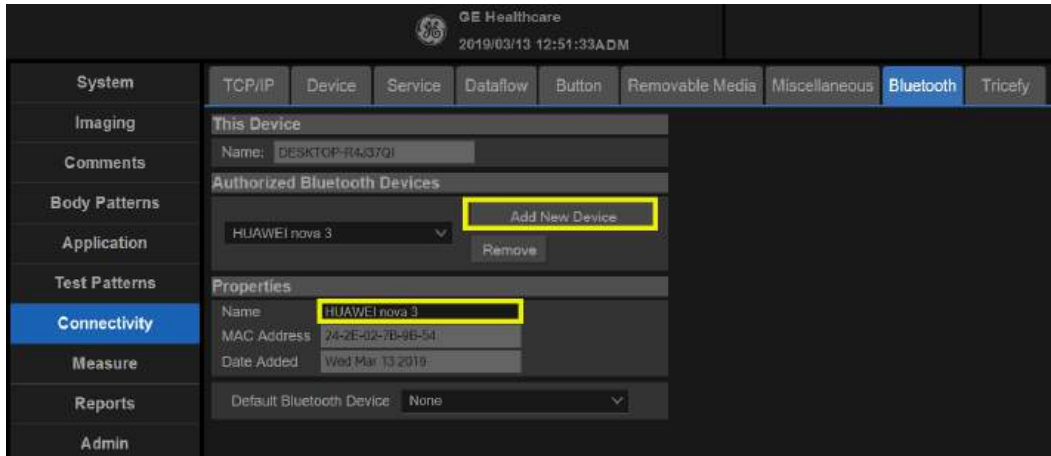 GE Healthcare
2019/03/13 12:51:33ADM
System
TCP/IP Device Service Dataflow Button Removable Media Miscellaneous Bluetooth Tricefy
Imaging
Comments
Body Patterns
Application
Test Patterns
Connectivity
Measure
Reports
Admin
This Device
Name: DESKTOP-R4J37QI
Authorized Bluetooth Devices
Add New Device
HUAWEI nova 3
Remove
Properties
Name HUAWEI nova 3
MAC Address 24-2E-02-7B-9B-54
Date Added Wed Mar 13 2019
Default Bluetooth Device None